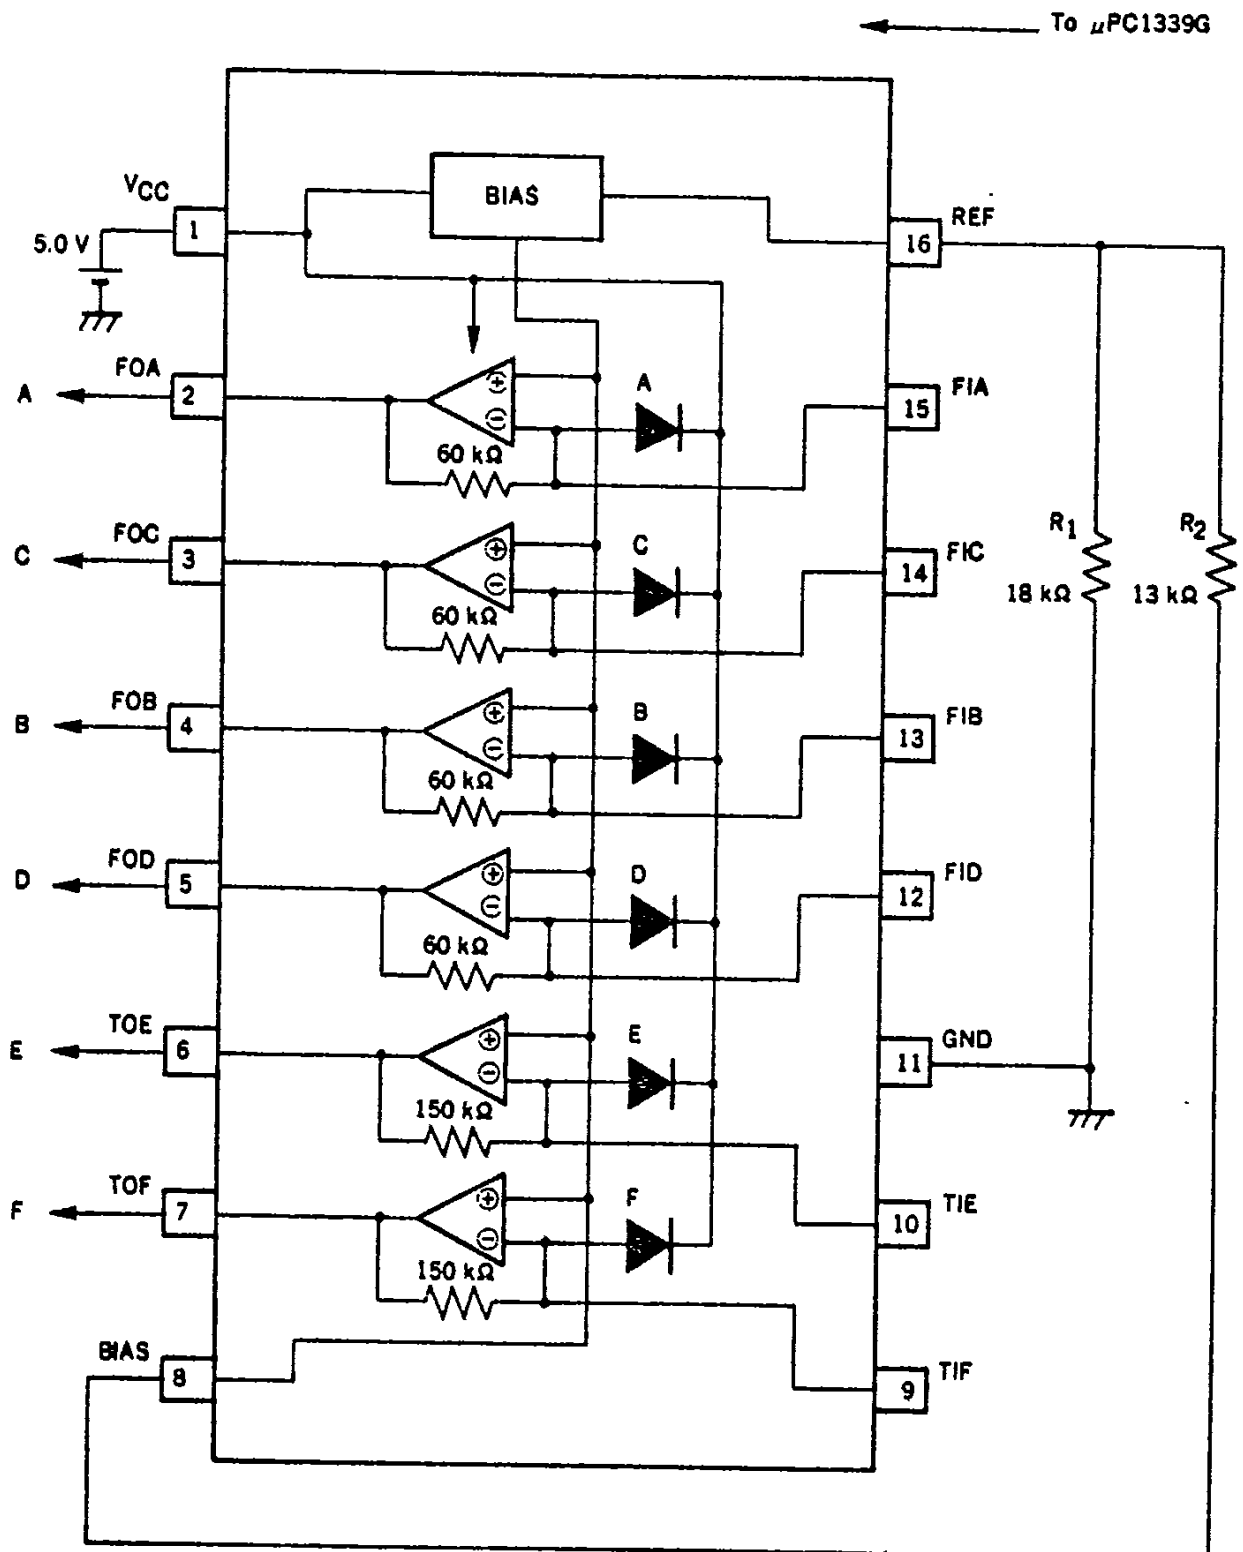 To μPC1339G
VCC
BIAS
1
5.0 V
REF
16
FOA
A
2
⊕
⊖
A
60 kΩ
FIA
15
FOC
C
3
⊕
⊖
C
60 kΩ
FIC
14
R1
18 kΩ
R2
13 kΩ
FOB
B
4
⊕
⊖
B
60 kΩ
FIB
13
FOD
D
5
⊕
⊖
D
60 kΩ
FID
12
TOE
E
6
⊕
⊖
E
150 kΩ
GND
11
TOF
F
7
⊕
⊖
F
150 kΩ
TIE
10
BIAS
8
TIF
9